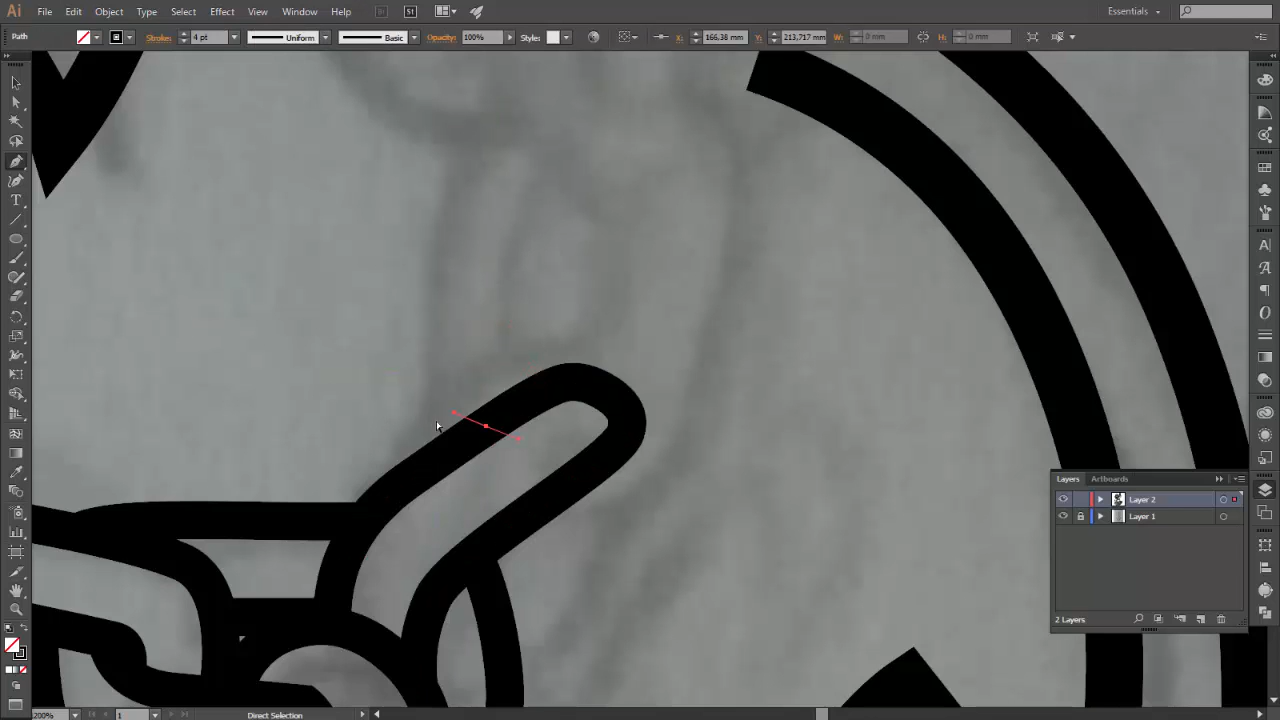 Ai File Edit Object Type Select Effect View Window Help Br St Essentials
Path Stroke: 4 pt Uniform Basic Opacity: 100% Style: X: 166,38 mm Y: 213,717 mm W: 0 mm H: 0 mm
Layers Artboards
Layer 2
Layer 1
2 Layers
200% 1 Direct Selection